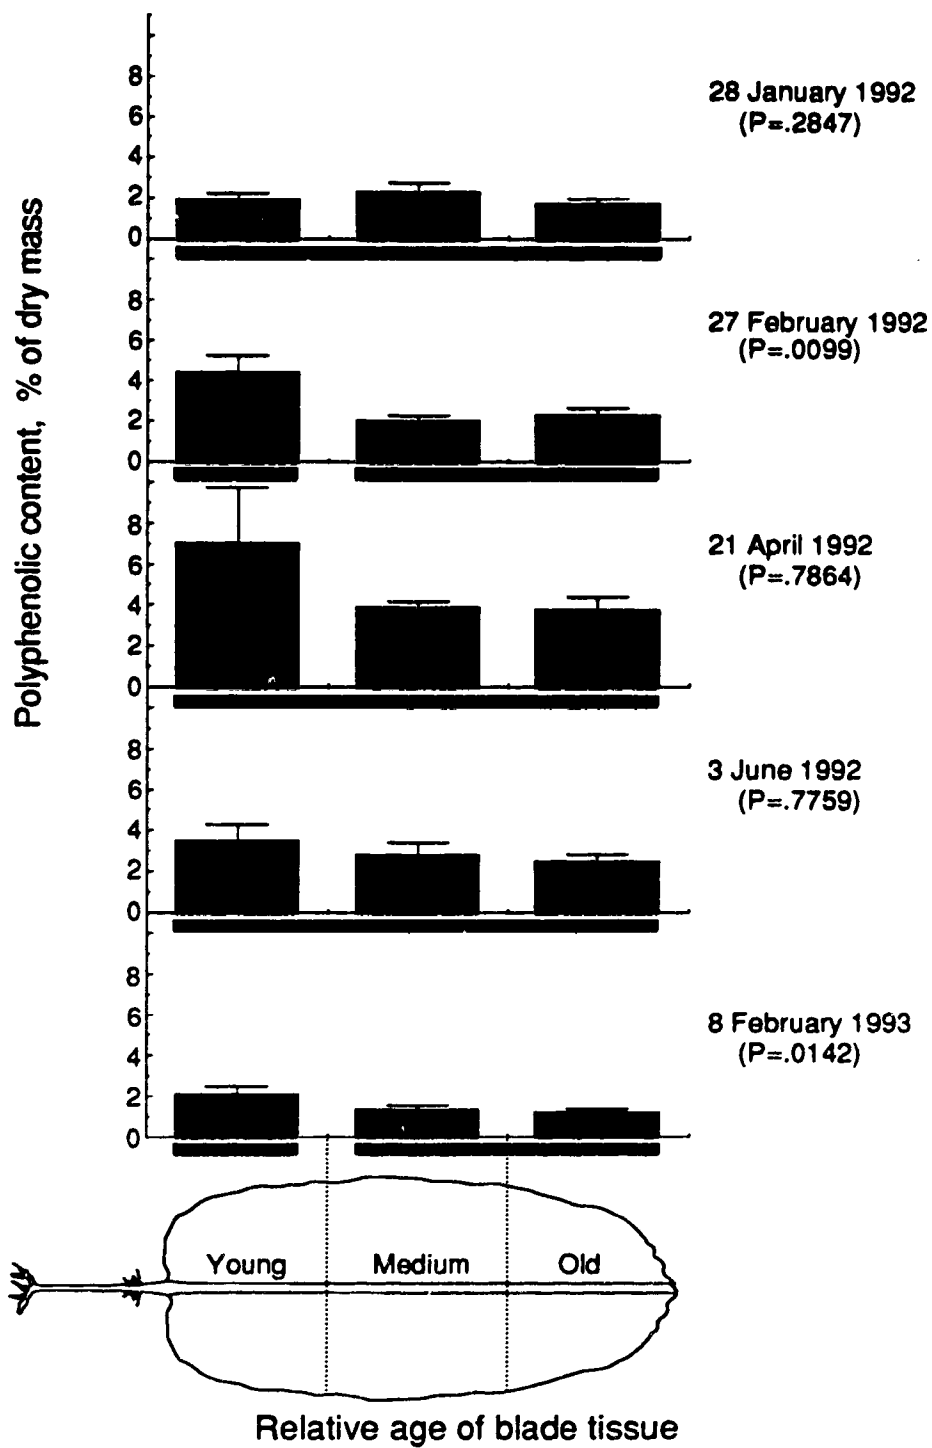 Polyphenolic content, % of dry mass
8
6
4
2
0
28 January 1992
(P=.2847)
8
6
4
2
0
27 February 1992
(P=.0099)
8
6
4
2
0
21 April 1992
(P=.7864)
8
6
4
2
0
3 June 1992
(P=.7759)
8
6
4
2
0
8 February 1993
(P=.0142)
Young Medium Old
Relative age of blade tissue